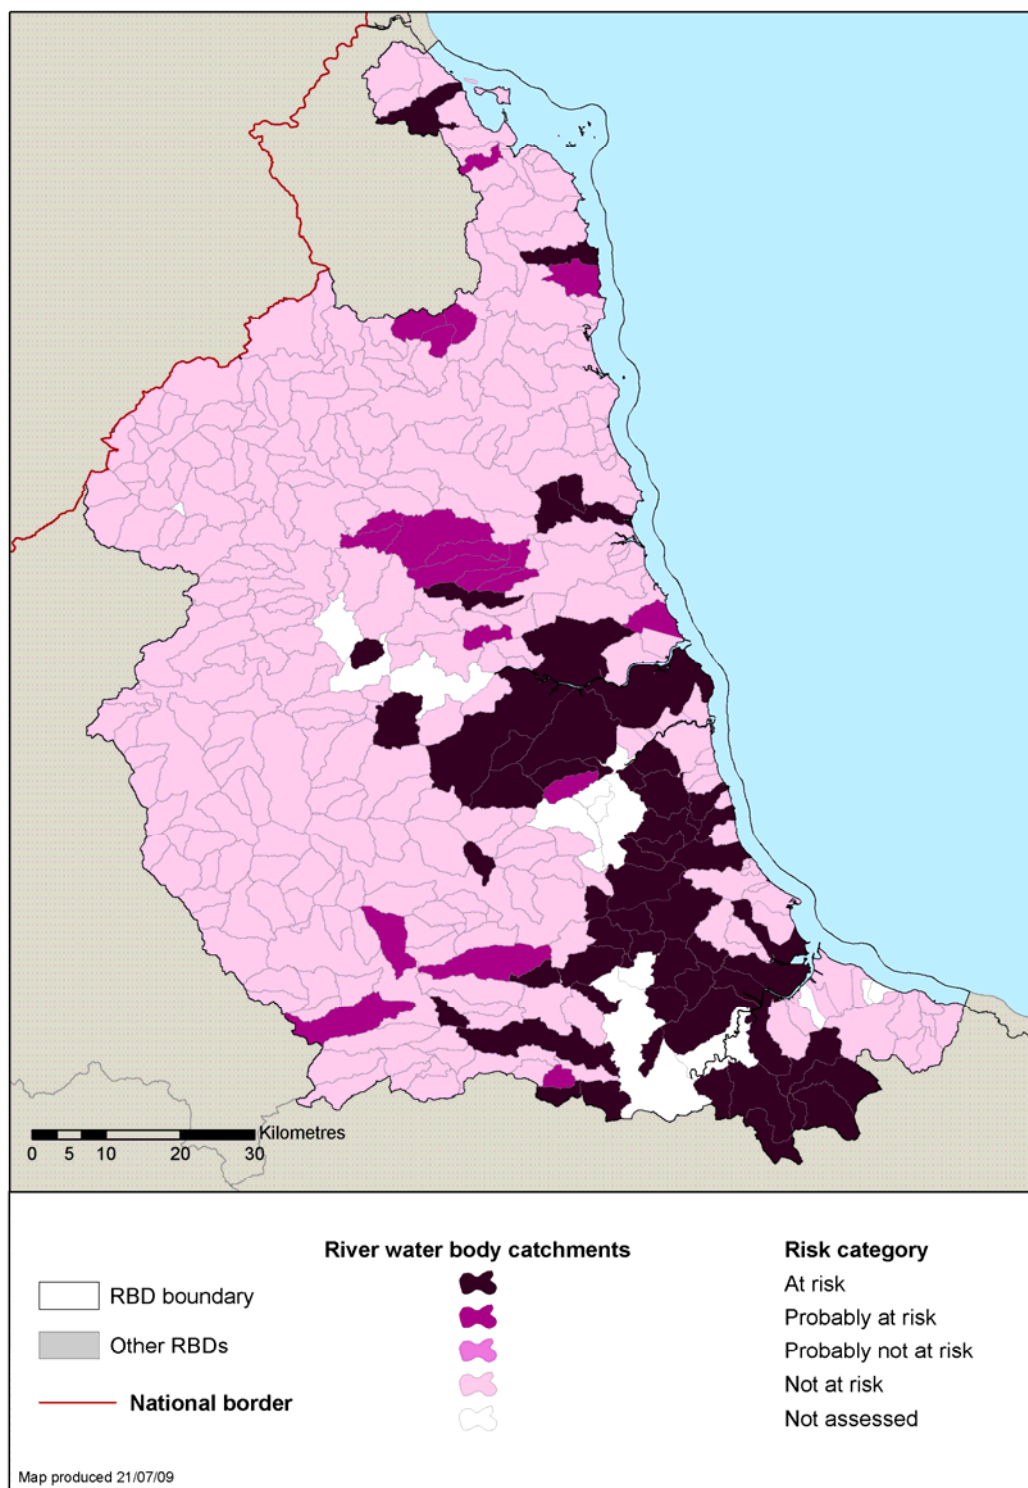 Kilometres
0 5 10 20 30
River water body catchments
Risk category
At risk
RBD boundary
Probably at risk
Other RBDs
Probably not at risk
National border
Not at risk
Not assessed
Map produced 21/07/09